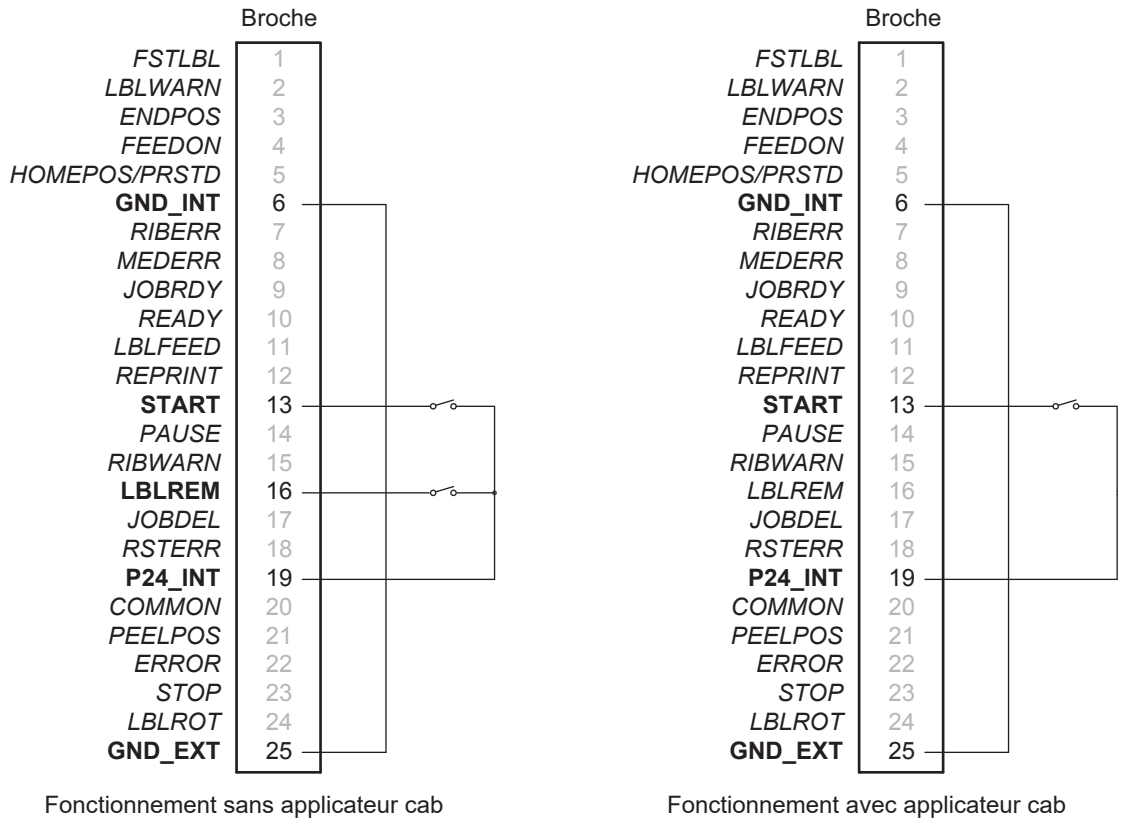 Broche
FSTLBL 1
LBLWARN 2
ENDPOS 3
FEEDON 4
HOMEPOS/PRSTD 5
GND_INT 6
RIBERR 7
MEDERR 8
JOBRDY 9
READY 10
LBLFEED 11
REPRINT 12
START 13
PAUSE 14
RIBWARN 15
LBLREM 16
JOBDEL 17
RSTERR 18
P24_INT 19
COMMON 20
PEELPOS 21
ERROR 22
STOP 23
LBLROT 24
GND_EXT 25
Fonctionnement sans applicateur cab
Broche
FSTLBL 1
LBLWARN 2
ENDPOS 3
FEEDON 4
HOMEPOS/PRSTD 5
GND_INT 6
RIBERR 7
MEDERR 8
JOBRDY 9
READY 10
LBLFEED 11
REPRINT 12
START 13
PAUSE 14
RIBWARN 15
LBLREM 16
JOBDEL 17
RSTERR 18
P24_INT 19
COMMON 20
PEELPOS 21
ERROR 22
STOP 23
LBLROT 24
GND_EXT 25
Fonctionnement avec applicateur cab